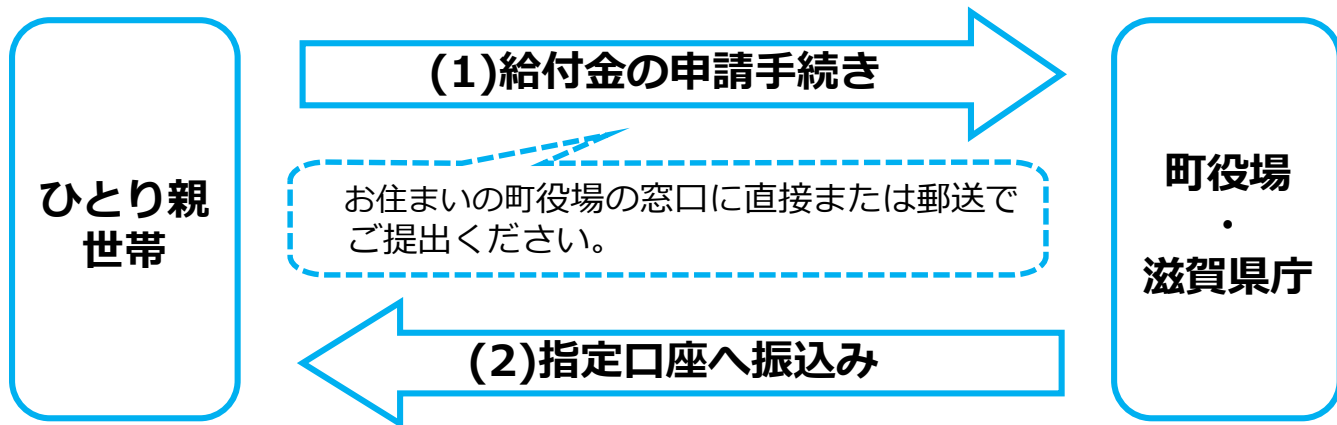 (1)給付金の申請手続き
ひとり親
世帯
お住まいの町役場の窓口に直接または郵送で
ご提出ください。
町役場
・
滋賀県庁
(2)指定口座へ振込み